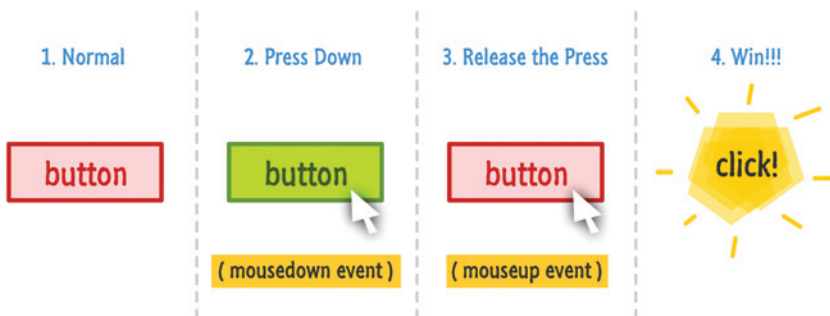 1. Normal
button
2. Press Down
button
( mousedown event )
3. Release the Press
button
( mouseup event )
4. Win!!!
click!